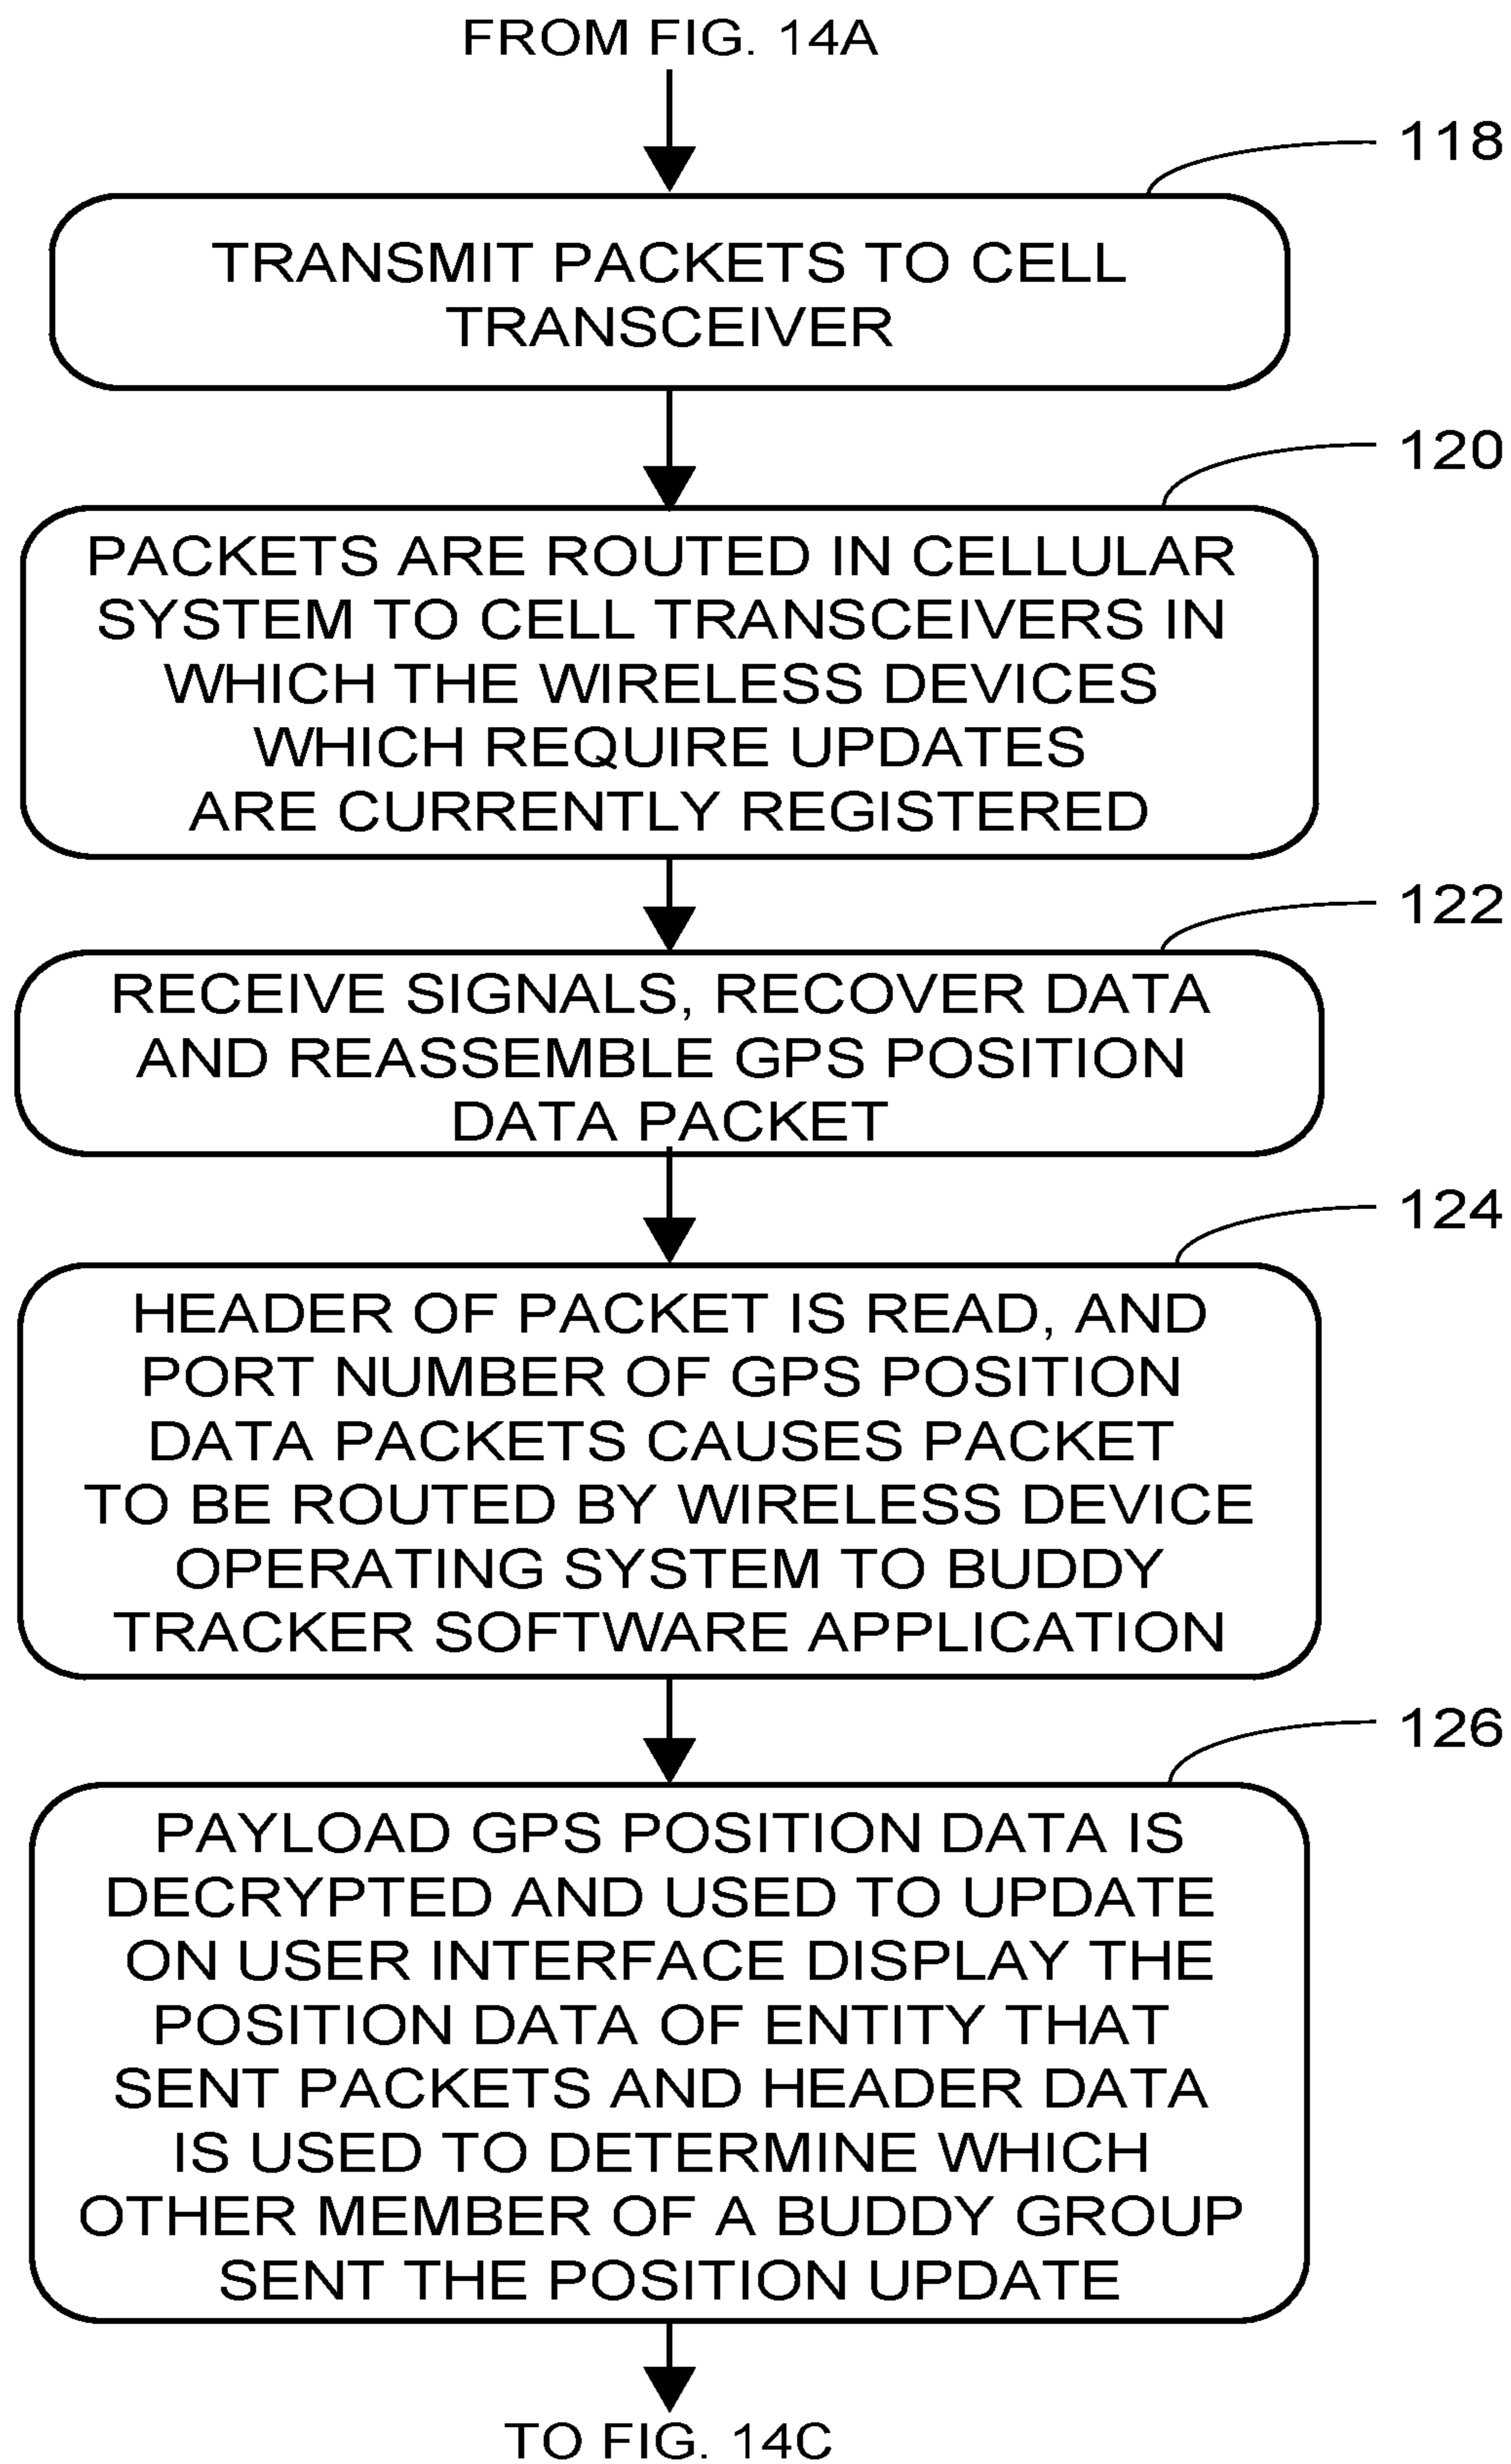 FROM FIG. 14A
118
TRANSMIT PACKETS TO CELL
TRANSCEIVER
120
PACKETS ARE ROUTED IN CELLULAR
SYSTEM TO CELL TRANSCEIVERS IN
WHICH THE WIRELESS DEVICES
WHICH REQUIRE UPDATES
ARE CURRENTLY REGISTERED
122
RECEIVE SIGNALS, RECOVER DATA
AND REASSEMBLE GPS POSITION
DATA PACKET
124
HEADER OF PACKET IS READ, AND
PORT NUMBER OF GPS POSITION
DATA PACKETS CAUSES PACKET
TO BE ROUTED BY WIRELESS DEVICE
OPERATING SYSTEM TO BUDDY
TRACKER SOFTWARE APPLICATION
126
PAYLOAD GPS POSITION DATA IS
DECRYPTED AND USED TO UPDATE
ON USER INTERFACE DISPLAY THE
POSITION DATA OF ENTITY THAT
SENT PACKETS AND HEADER DATA
IS USED TO DETERMINE WHICH
OTHER MEMBER OF A BUDDY GROUP
SENT THE POSITION UPDATE
TO FIG. 14C